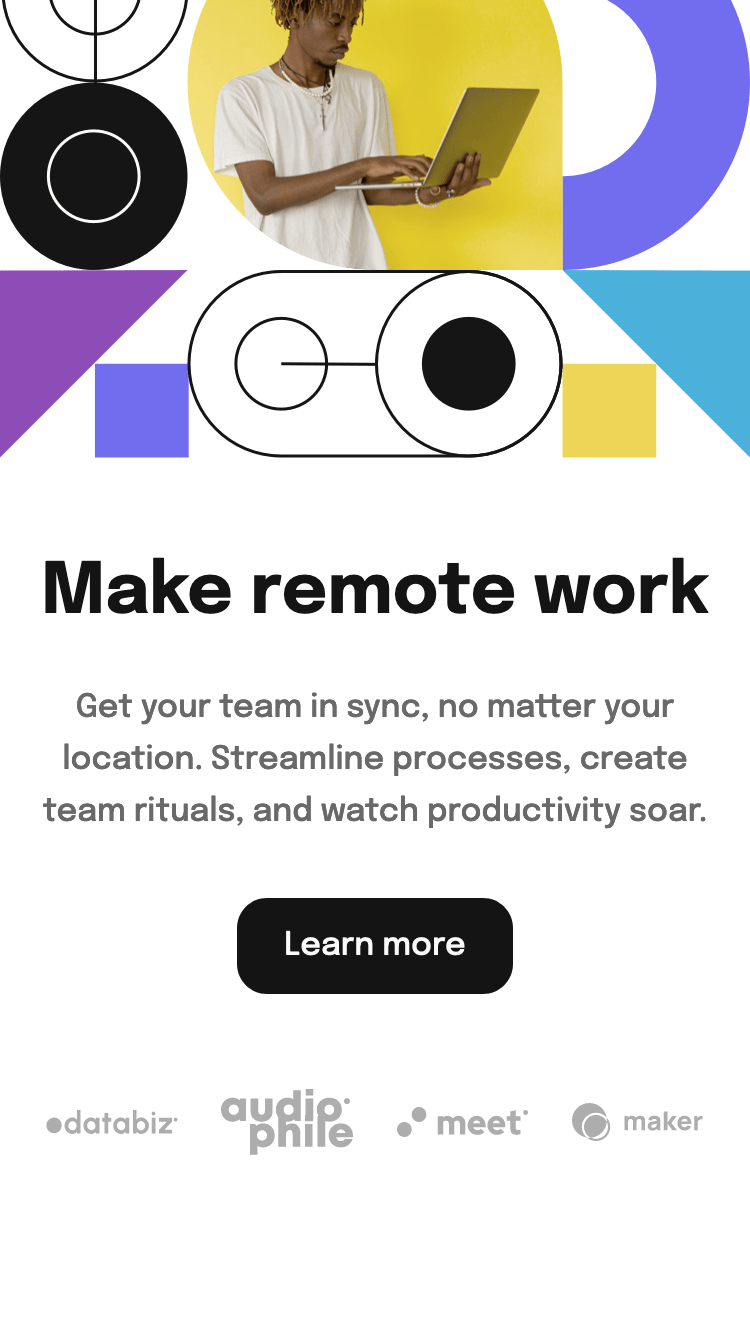 Make remote work
Get your team in sync, no matter your
location. Streamline processes, create
team rituals, and watch productivity soar.
Learn more
databiz
audio
phile
meet
maker